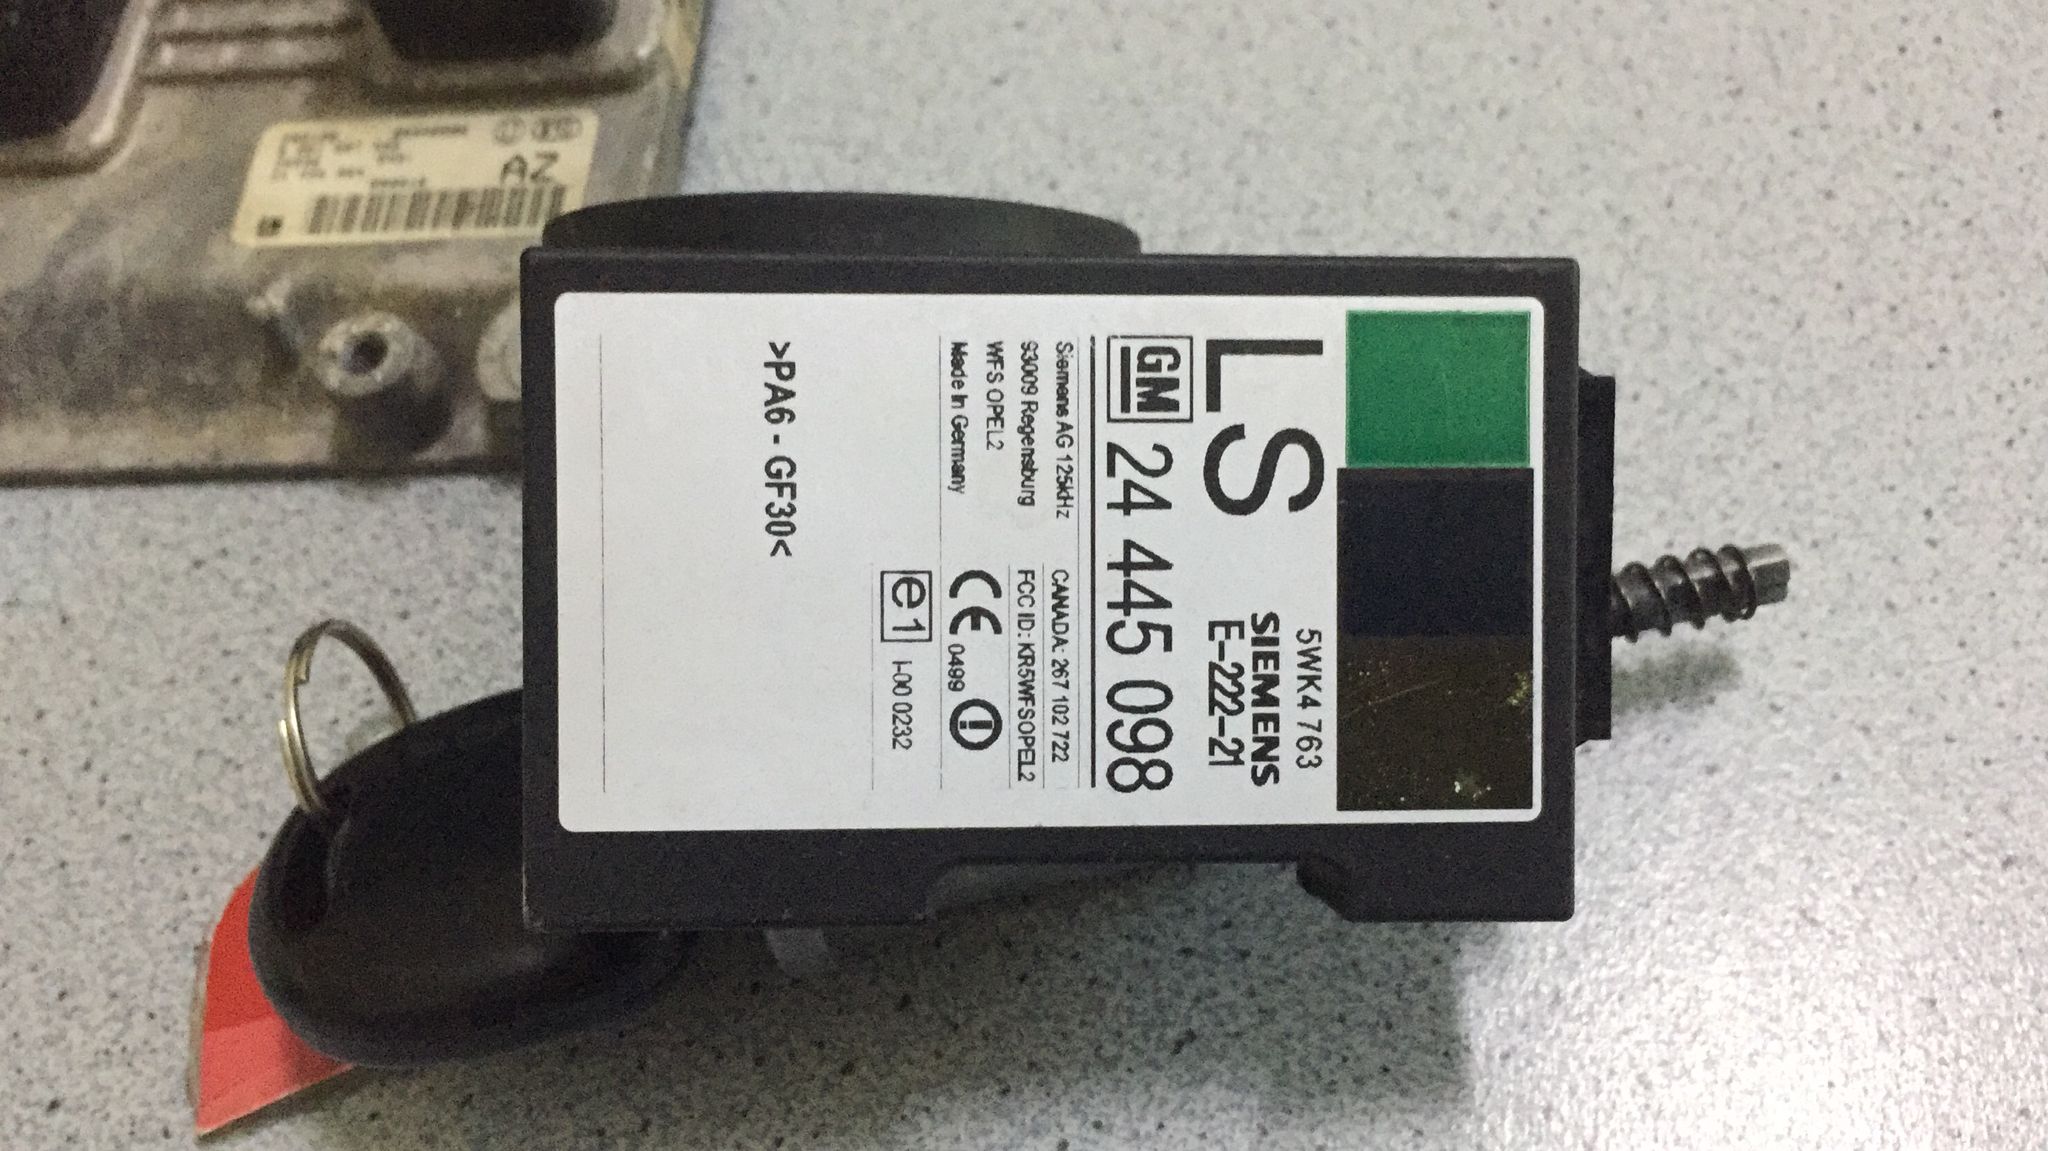 5WK4 763
SIEMENS
LS E-222-21
GM 24 445 098
Siemens AG 125kHz CANADA: 267 102 722
93009 Regensburg FCC ID: KR5WFSOPEL2
WFS OPEL2
Made in Germany CE 0499
e1 I-00 0232
>PA6 - GF30<
AZ